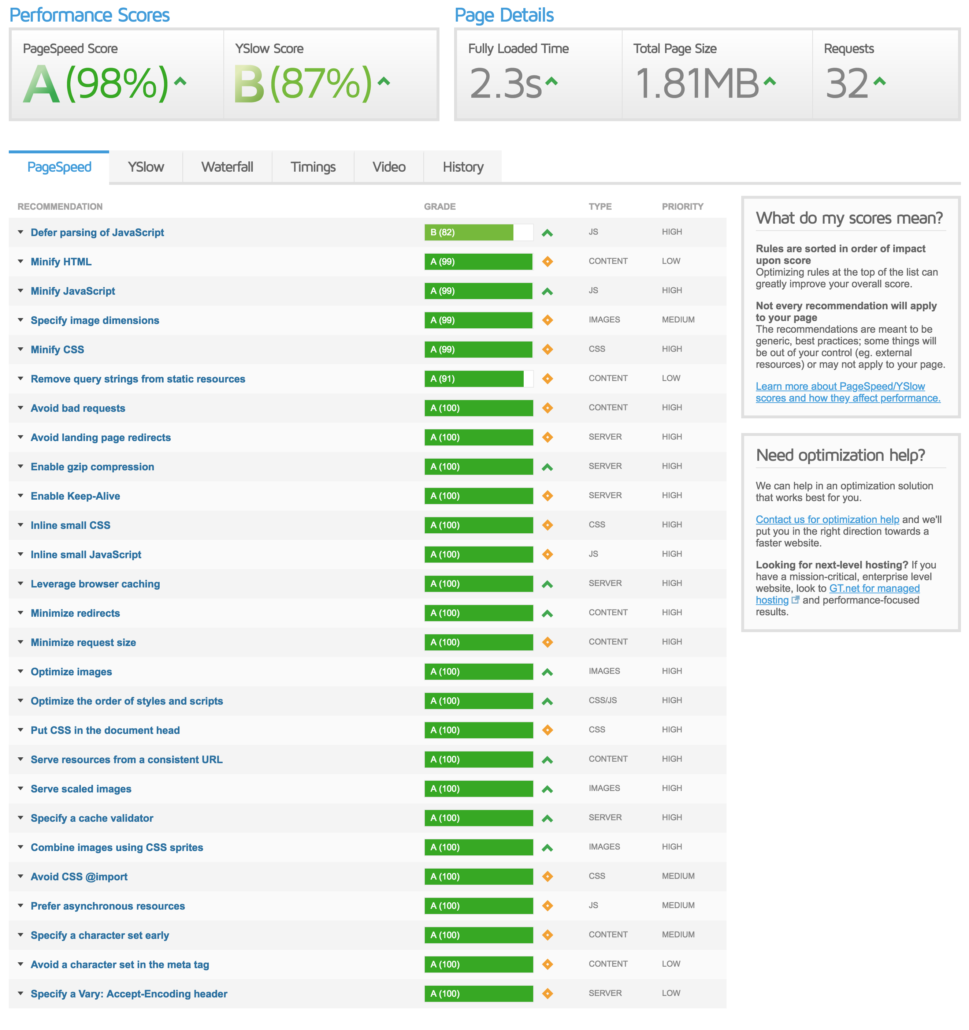 Performance Scores
Page Details
PageSpeed Score
YSlow Score
A (98%)
B (87%)
Fully Loaded Time
Total Page Size
Requests
2.3s
1.81MB
32
PageSpeed
YSlow
Waterfall
Timings
Video
History
RECOMMENDATION GRADE TYPE PRIORITY
Defer parsing of JavaScript B (82) JS HIGH
Minify HTML A (99) CONTENT LOW
Minify JavaScript A (99) JS HIGH
Specify image dimensions A (99) IMAGES MEDIUM
Minify CSS A (99) CSS HIGH
Remove query strings from static resources A (91) CONTENT LOW
Avoid bad requests A (100) CONTENT HIGH
Avoid landing page redirects A (100) SERVER HIGH
Enable gzip compression A (100) SERVER HIGH
Enable Keep-Alive A (100) SERVER HIGH
Inline small CSS A (100) CSS HIGH
Inline small JavaScript A (100) JS HIGH
Leverage browser caching A (100) SERVER HIGH
Minimize redirects A (100) CONTENT HIGH
Minimize request size A (100) CONTENT HIGH
Optimize images A (100) IMAGES HIGH
Optimize the order of styles and scripts A (100) CSS/JS HIGH
Put CSS in the document head A (100) CSS HIGH
Serve resources from a consistent URL A (100) CONTENT HIGH
Serve scaled images A (100) IMAGES HIGH
Specify a cache validator A (100) SERVER HIGH
Combine images using CSS sprites A (100) IMAGES HIGH
Avoid CSS @import A (100) CSS MEDIUM
Prefer asynchronous resources A (100) JS MEDIUM
Specify a character set early A (100) CONTENT MEDIUM
Avoid a character set in the meta tag A (100) CONTENT LOW
Specify a Vary: Accept-Encoding header A (100) SERVER LOW
What do my scores mean?
Rules are sorted in order of impact
upon score
Optimizing rules at the top of the list can
greatly improve your overall score.
Not every recommendation will apply
to your page
The recommendations are meant to be
generic, best practices; some things will
be out of your control (eg. external
resources) or may not apply to your page.
Learn more about PageSpeed/YSlow
scores and how they affect performance.
Need optimization help?
We can help in an optimization solution
that works best for you.
Contact us for optimization help and we'll
put you in the right direction towards a
faster website.
Looking for next-level hosting? If you
have a mission-critical, enterprise level
website, look to GT.net for managed
hosting and performance-focused
results.